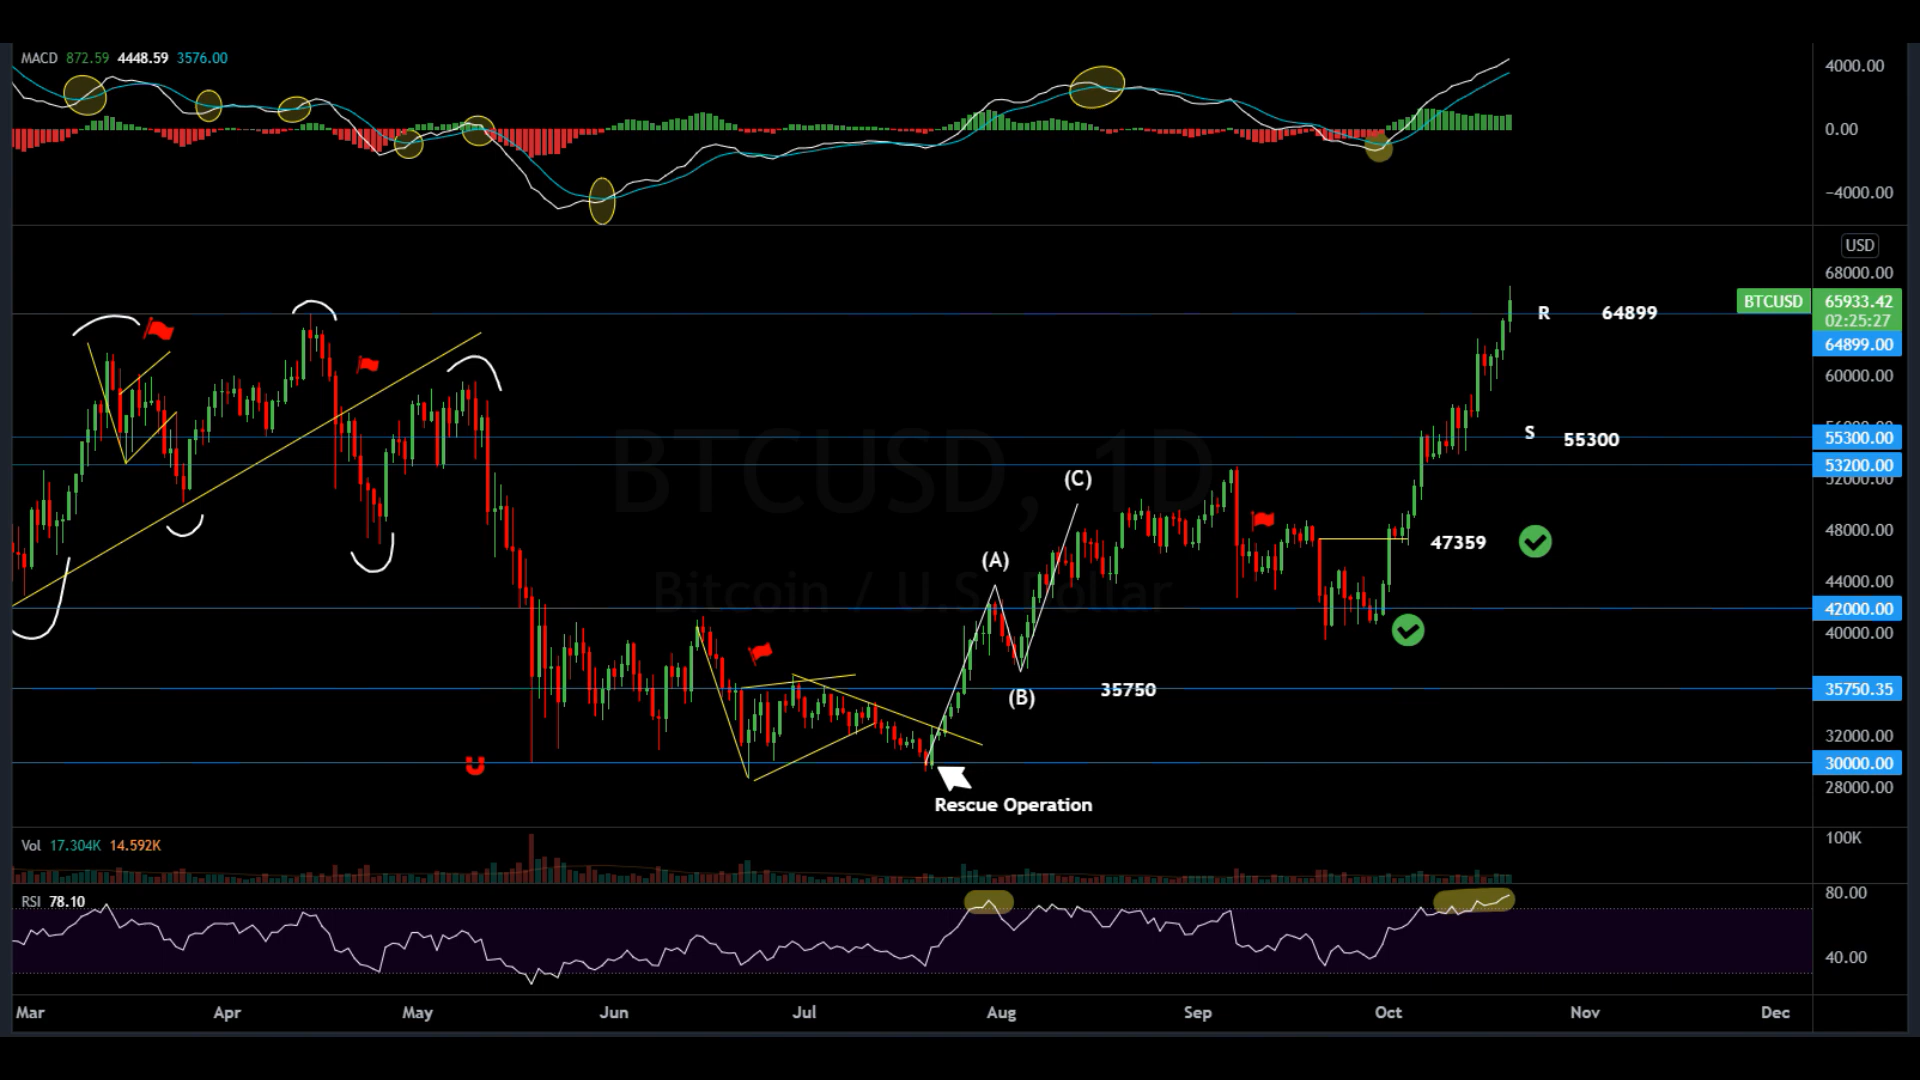 MACD 872.59 4448.59 3576.00
4000.00
0.00
−4000.00
USD
68000.00
BTCUSD 65933.42
02:25:27
R 64899
64899.00
60000.00
S 55300
55300.00
53200.00
52000.00
BTCUSD, 1D
Bitcoin / U.S. Dollar
(C)
48000.00
47359
(A)
44000.00
42000.00
40000.00
(B)
35750
35750.35
32000.00
30000.00
28000.00
Rescue Operation
Vol 17.304K 14.592K
100K
RSI 78.10
80.00
40.00
Mar Apr May Jun Jul Aug Sep Oct Nov Dec